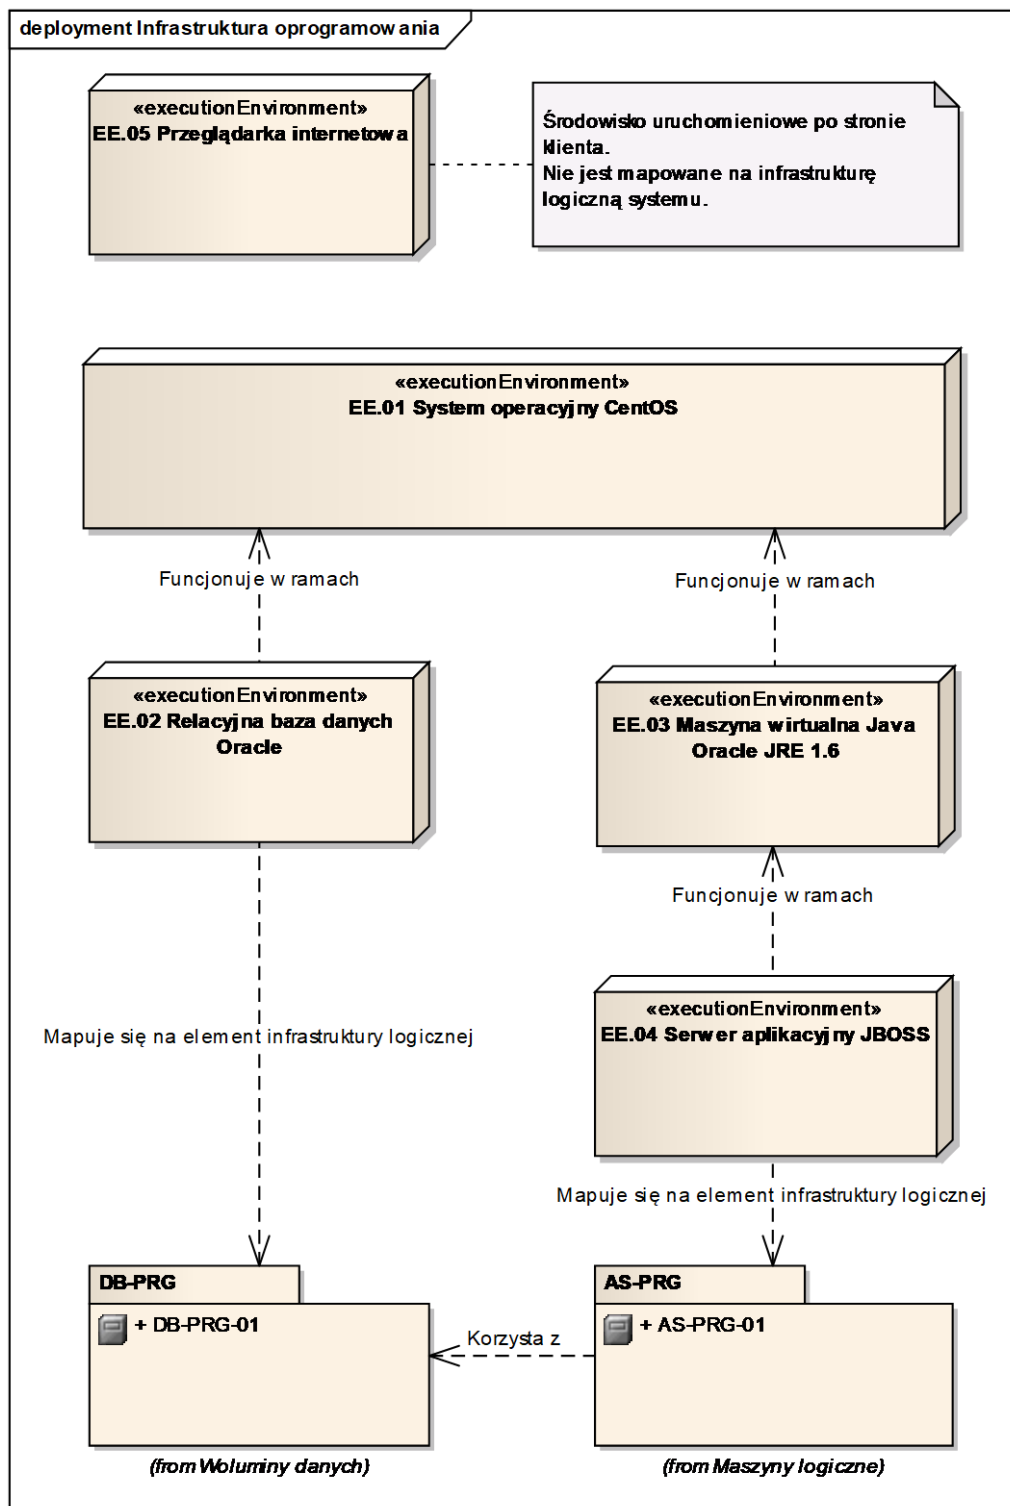 deployment Infrastruktura oprogramowania
«executionEnvironment»
EE.05 Przeglądarka internetowa
Środowisko uruchomieniowe po stronie
klienta.
Nie jest mapowane na infrastrukturę
logiczną systemu.
«executionEnvironment»
EE.01 System operacyjny CentOS
Funcjonuje w ramach
Funcjonuje w ramach
«executionEnvironment»
EE.02 Relacyjna baza danych
Oracle
«executionEnvironment»
EE.03 Maszyna wirtualna Java
Oracle JRE 1.6
Funcjonuje w ramach
«executionEnvironment»
EE.04 Serwer aplikacyjny JBOSS
Mapuje się na element infrastruktury logicznej
Mapuje się na element infrastruktury logicznej
DB-PRG
+ DB-PRG-01
AS-PRG
+ AS-PRG-01
Korzysta z
(from Woluminy danych)
(from Maszyny logiczne)